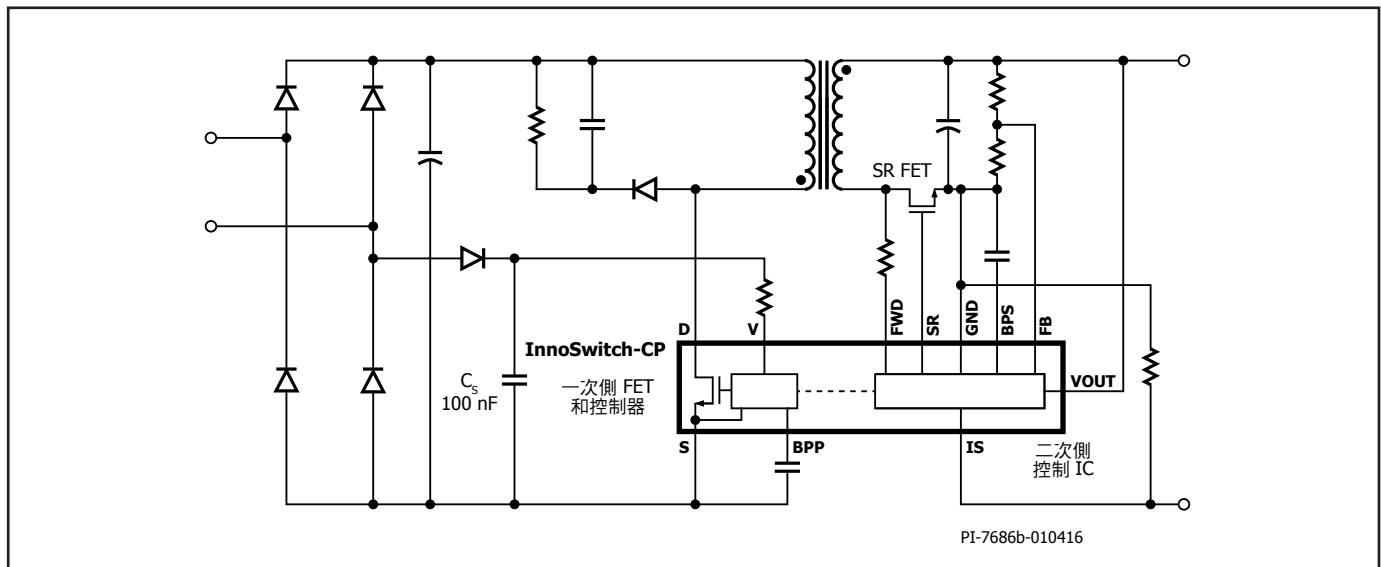 SR FET
FWD
SR
GND
BPS
FB
D
V
InnoSwitch-CP
VOUT
C_S
100 nF
一次側 FET
和控制器
S
BPP
IS
二次側
控制 IC
PI-7686b-010416